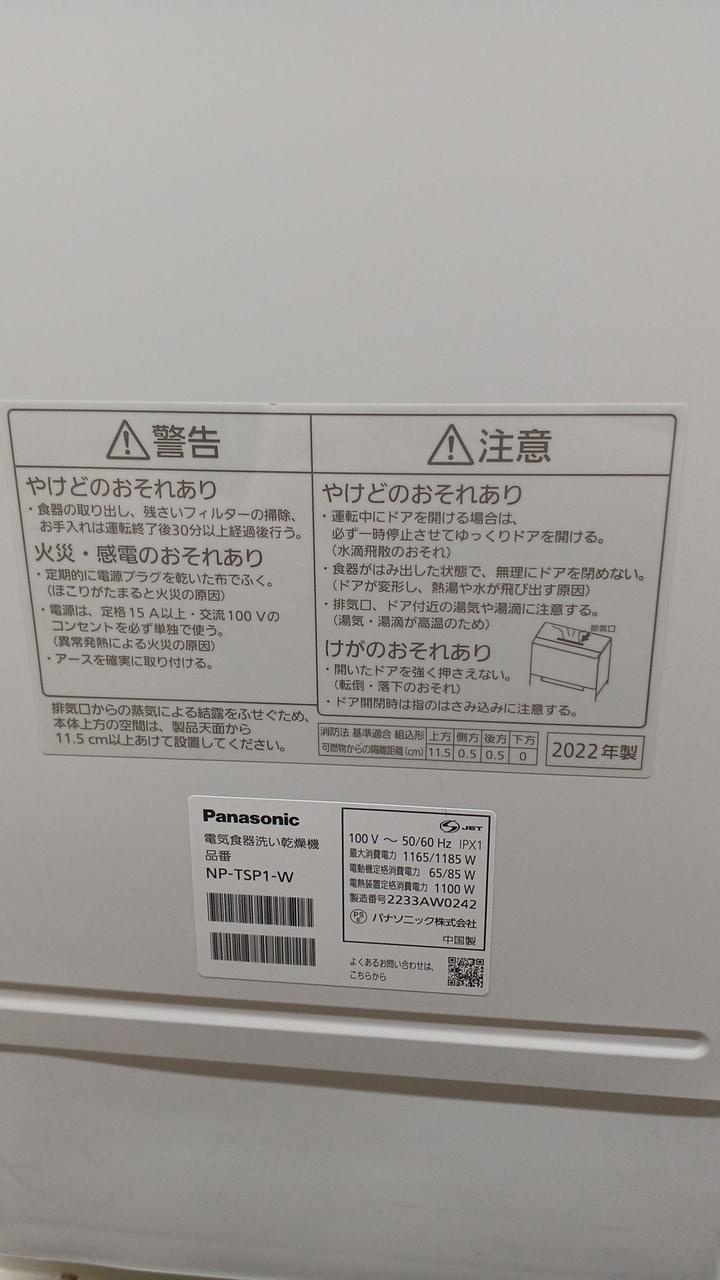 警告
やけどのおそれあり
・食器の取り出し、残さいフィルターの掃除、
お手入れは運転終了後30分以上経過後行う。
火災・感電のおそれあり
・定期的に電源プラグを乾いた布でふく。
（ほこりがたまると火災の原因）
・電源は、定格15A以上・交流100Vの
コンセントを必ず単独で使う。
（異常発熱による火災の原因）
・アースを確実に取り付ける。
注意
やけどのおそれあり
・運転中にドアを開ける場合は、
必ず一時停止させてゆっくりドアを開ける。
（水滴飛散のおそれ）
・食器がはみ出した状態で、無理にドアを閉めない。
（ドアが変形し、熱湯や水が飛び出す原因）
・排気口、ドア付近の湯気や湯滴に注意する。
（湯気・湯滴が高温のため）
排気口
けがのおそれあり
・開いたドアを強く押さえない。
（転倒・落下のおそれ）
・ドア開閉時は指のはさみ込みに注意する。
排気口からの蒸気による結露をふせぐため、
本体上方の空間は、製品天面から
11.5 cm以上あけて設置してください。
消防法 基準適合 組込形 上方 側方 後方 下方
可燃物からの隔離距離(cm) 11.5 0.5 0.5 0
2022年製
Panasonic
電気食器洗い乾燥機
品番
NP-TSP1-W
JET
100 V ～ 50/60 Hz IPX1
最大消費電力 1165/1185 W
電動機定格消費電力 65/85 W
電熱装置定格消費電力 1100 W
製造番号 2233AW0242
PSE パナソニック株式会社
中国製
よくあるお問い合わせは、
こちらから